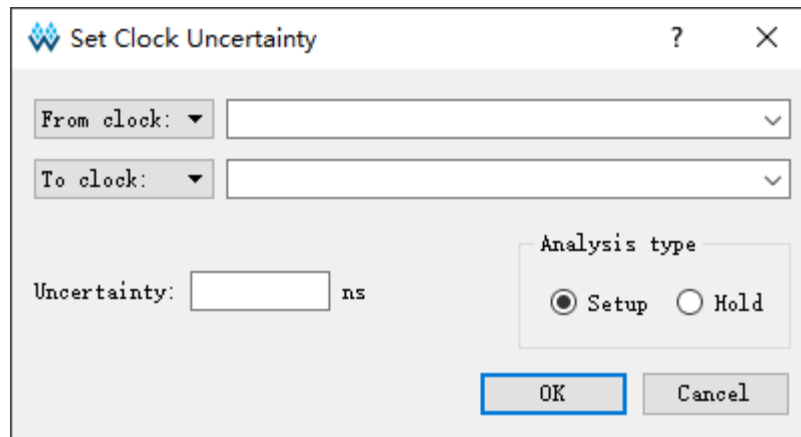 Set Clock Uncertainty ?
From clock:
To clock:
Analysis type
Uncertainty: ns
Setup Hold
OK Cancel